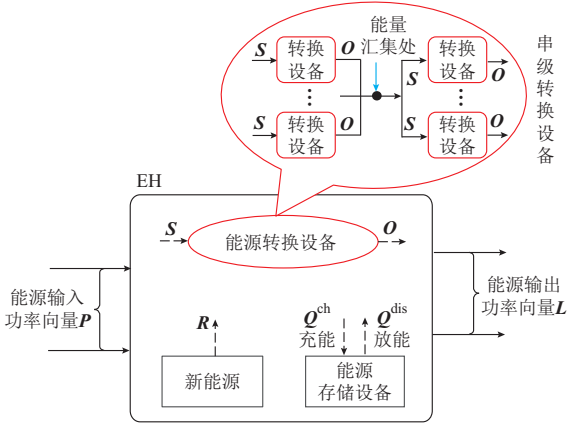 能量
汇集处
S
转换
设备
O
S
转换
设备
O
S
转换
设备
O
S
转换
设备
O
串级转换设备
EH
S
能源转换设备
O
能源输入
功率向量P
能源输出
功率向量L
R
新能源
Q^ch
充能
Q^dis
放能
能源
存储设备